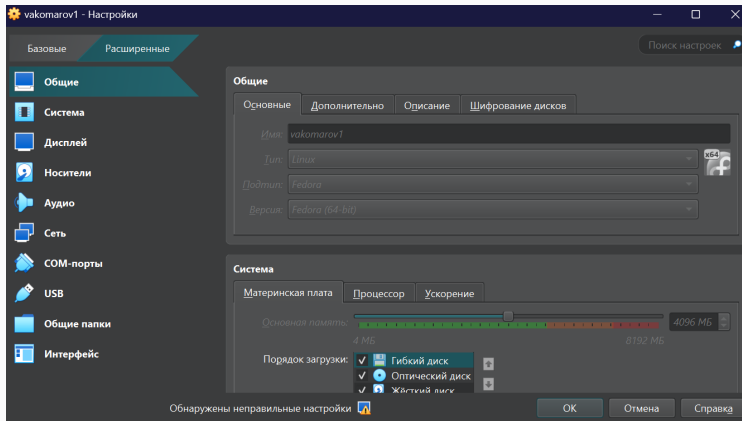 vakomarov1 - Настройки
Базовые Расширенные Поиск настроек
Общие
Система
Дисплей
Носители
Аудио
Сеть
COM-порты
USB
Общие папки
Интерфейс
Общие
Основные Дополнительно Описание Шифрование дисков
Имя: vakomarov1
Тип: Linux
x64
Подтип: Fedora
Версия: Fedora (64-bit)
Система
Материнская плата Процессор Ускорение
Основная память: 4096 МБ
4 МБ 8192 МБ
Порядок загрузки: Гибкий диск
Оптический диск
Жёсткий диск
Обнаружены неправильные настройки OK Отмена Справка